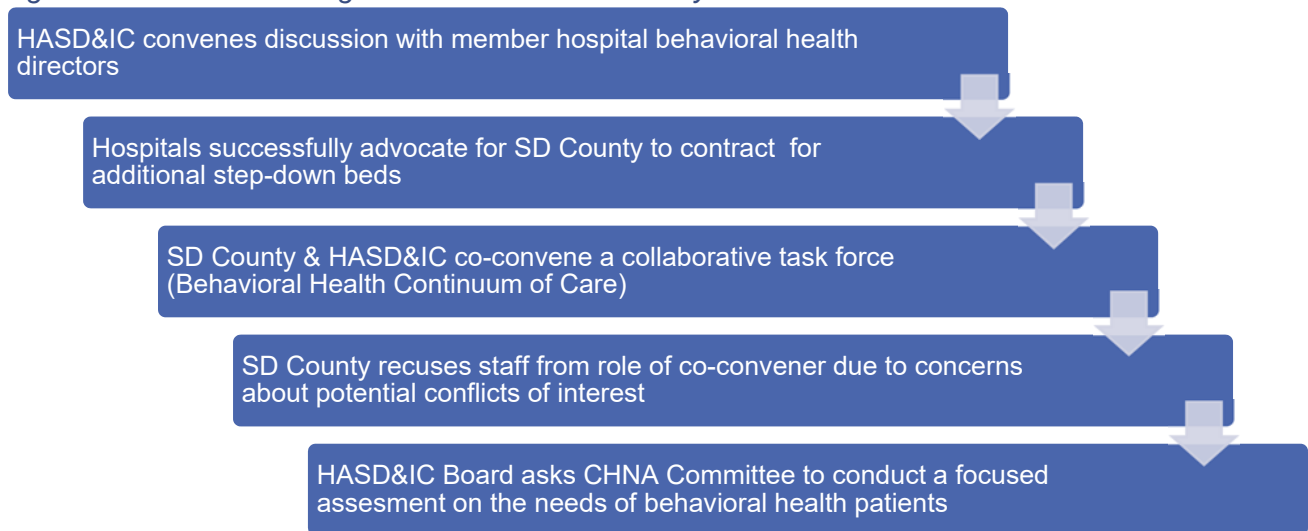 HASD&IC convenes discussion with member hospital behavioral health
directors
Hospitals successfully advocate for SD County to contract for
additional step-down beds
SD County & HASD&IC co-convene a collaborative task force
(Behavioral Health Continuum of Care)
SD County recuses staff from role of co-convener due to concerns
about potential conflicts of interest
HASD&IC Board asks CHNA Committee to conduct a focused
assesment on the needs of behavioral health patients